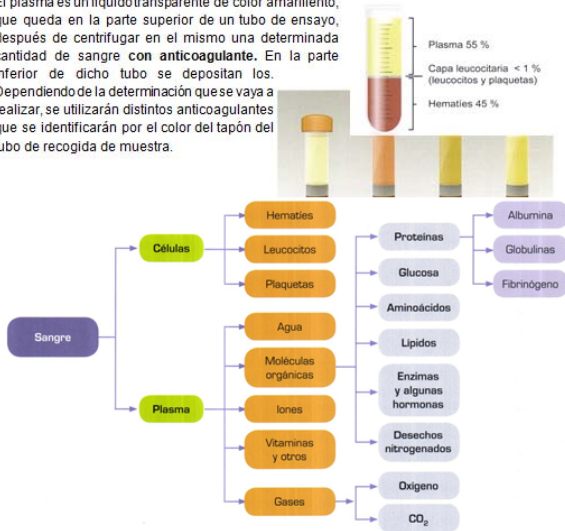 El plasma es un líquido transparente de color amarillento,
que queda en la parte superior de un tubo de ensayo,
después de centrifugar en el mismo una determinada
cantidad de sangre con anticoagulante. En la parte
inferior de dicho tubo se depositan los.
Dependiendo de la determinación que se vaya a
realizar, se utilizarán distintos anticoagulantes
que se identificarán por el color del tapón del
tubo de recogida de muestra.
Plasma 55 %
Capa leucocitaria < 1 %
(leucocitos y plaquetas)
Hematíes 45 %
Sangre
Células
Hematíes
Leucocitos
Plaquetas
Plasma
Agua
Moléculas
orgánicas
Iones
Vitaminas
y otros
Gases
Proteínas
Glucosa
Aminoácidos
Lípidos
Enzimas
y algunas
hormonas
Desechos
nitrogenados
Oxígeno
CO₂
Albumina
Globulinas
Fibrinógeno